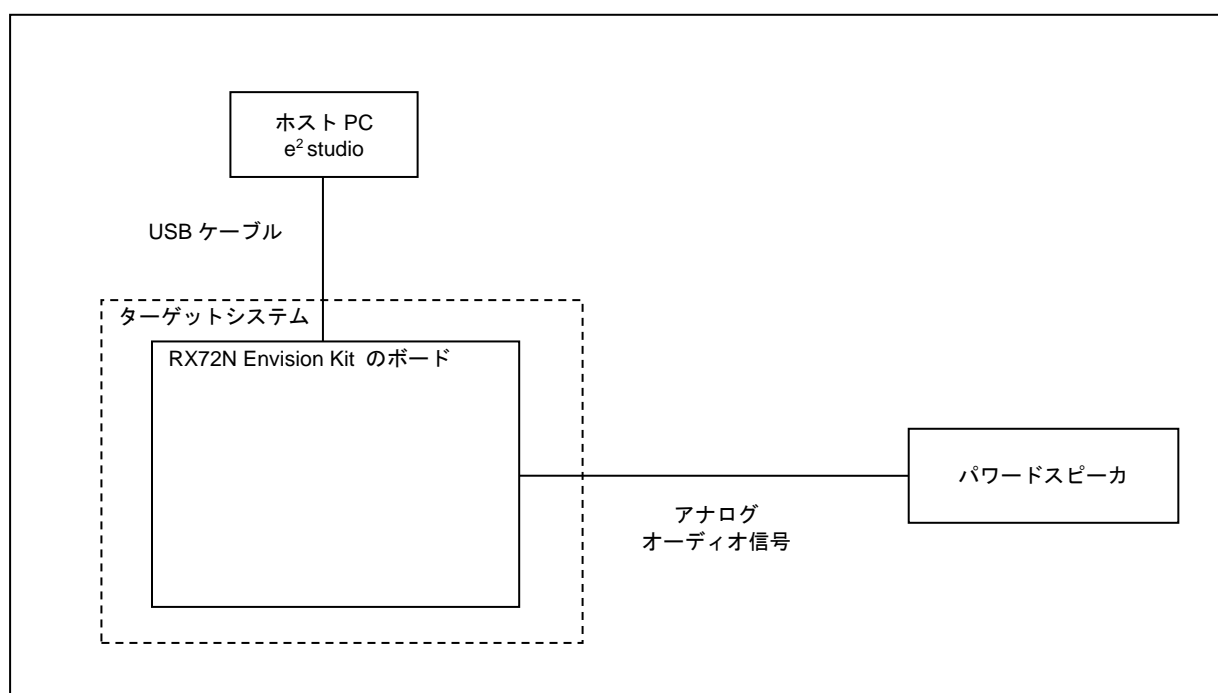 ホスト PC
e² studio
USB ケーブル
ターゲットシステム
RX72N Envision Kit のボード
パワードスピーカ
アナログ
オーディオ信号